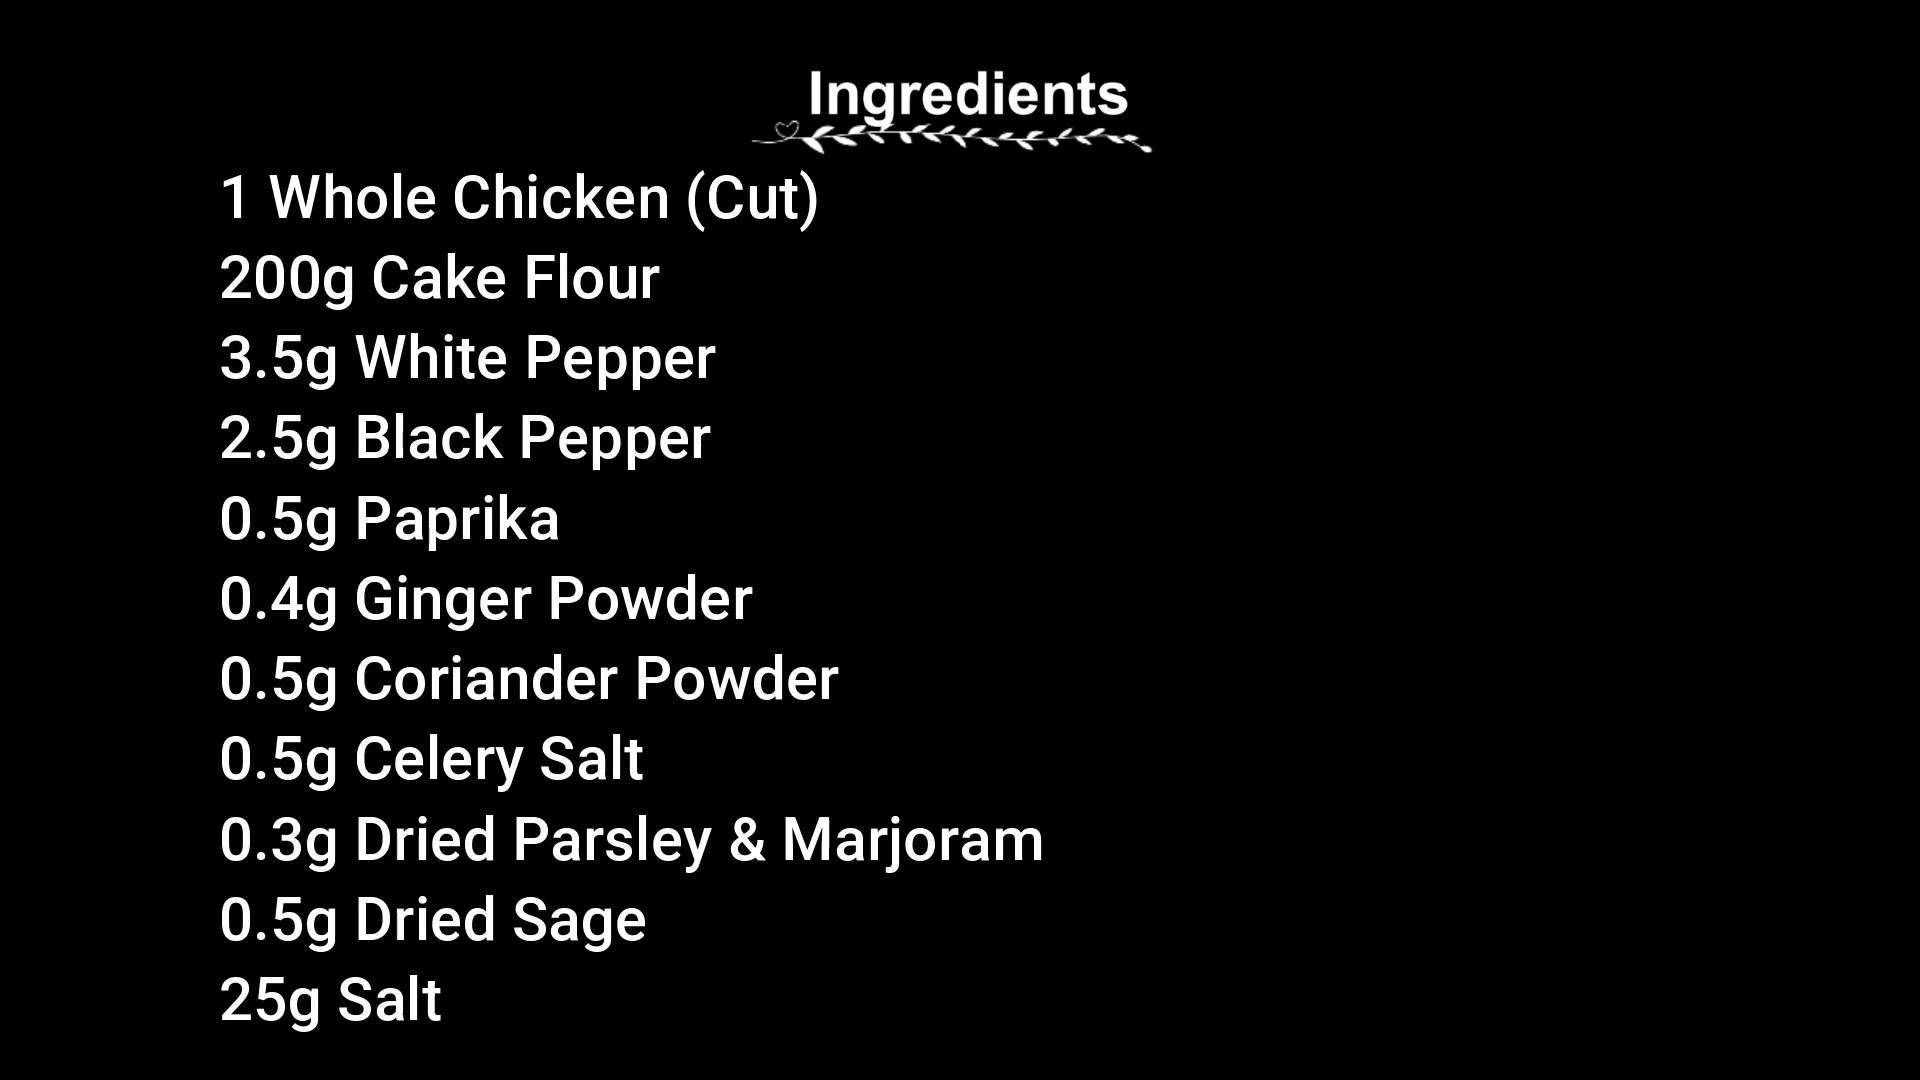 Ingredients
1 Whole Chicken (Cut)
200g Cake Flour
3.5g White Pepper
2.5g Black Pepper
0.5g Paprika
0.4g Ginger Powder
0.5g Coriander Powder
0.5g Celery Salt
0.3g Dried Parsley & Marjoram
0.5g Dried Sage
25g Salt